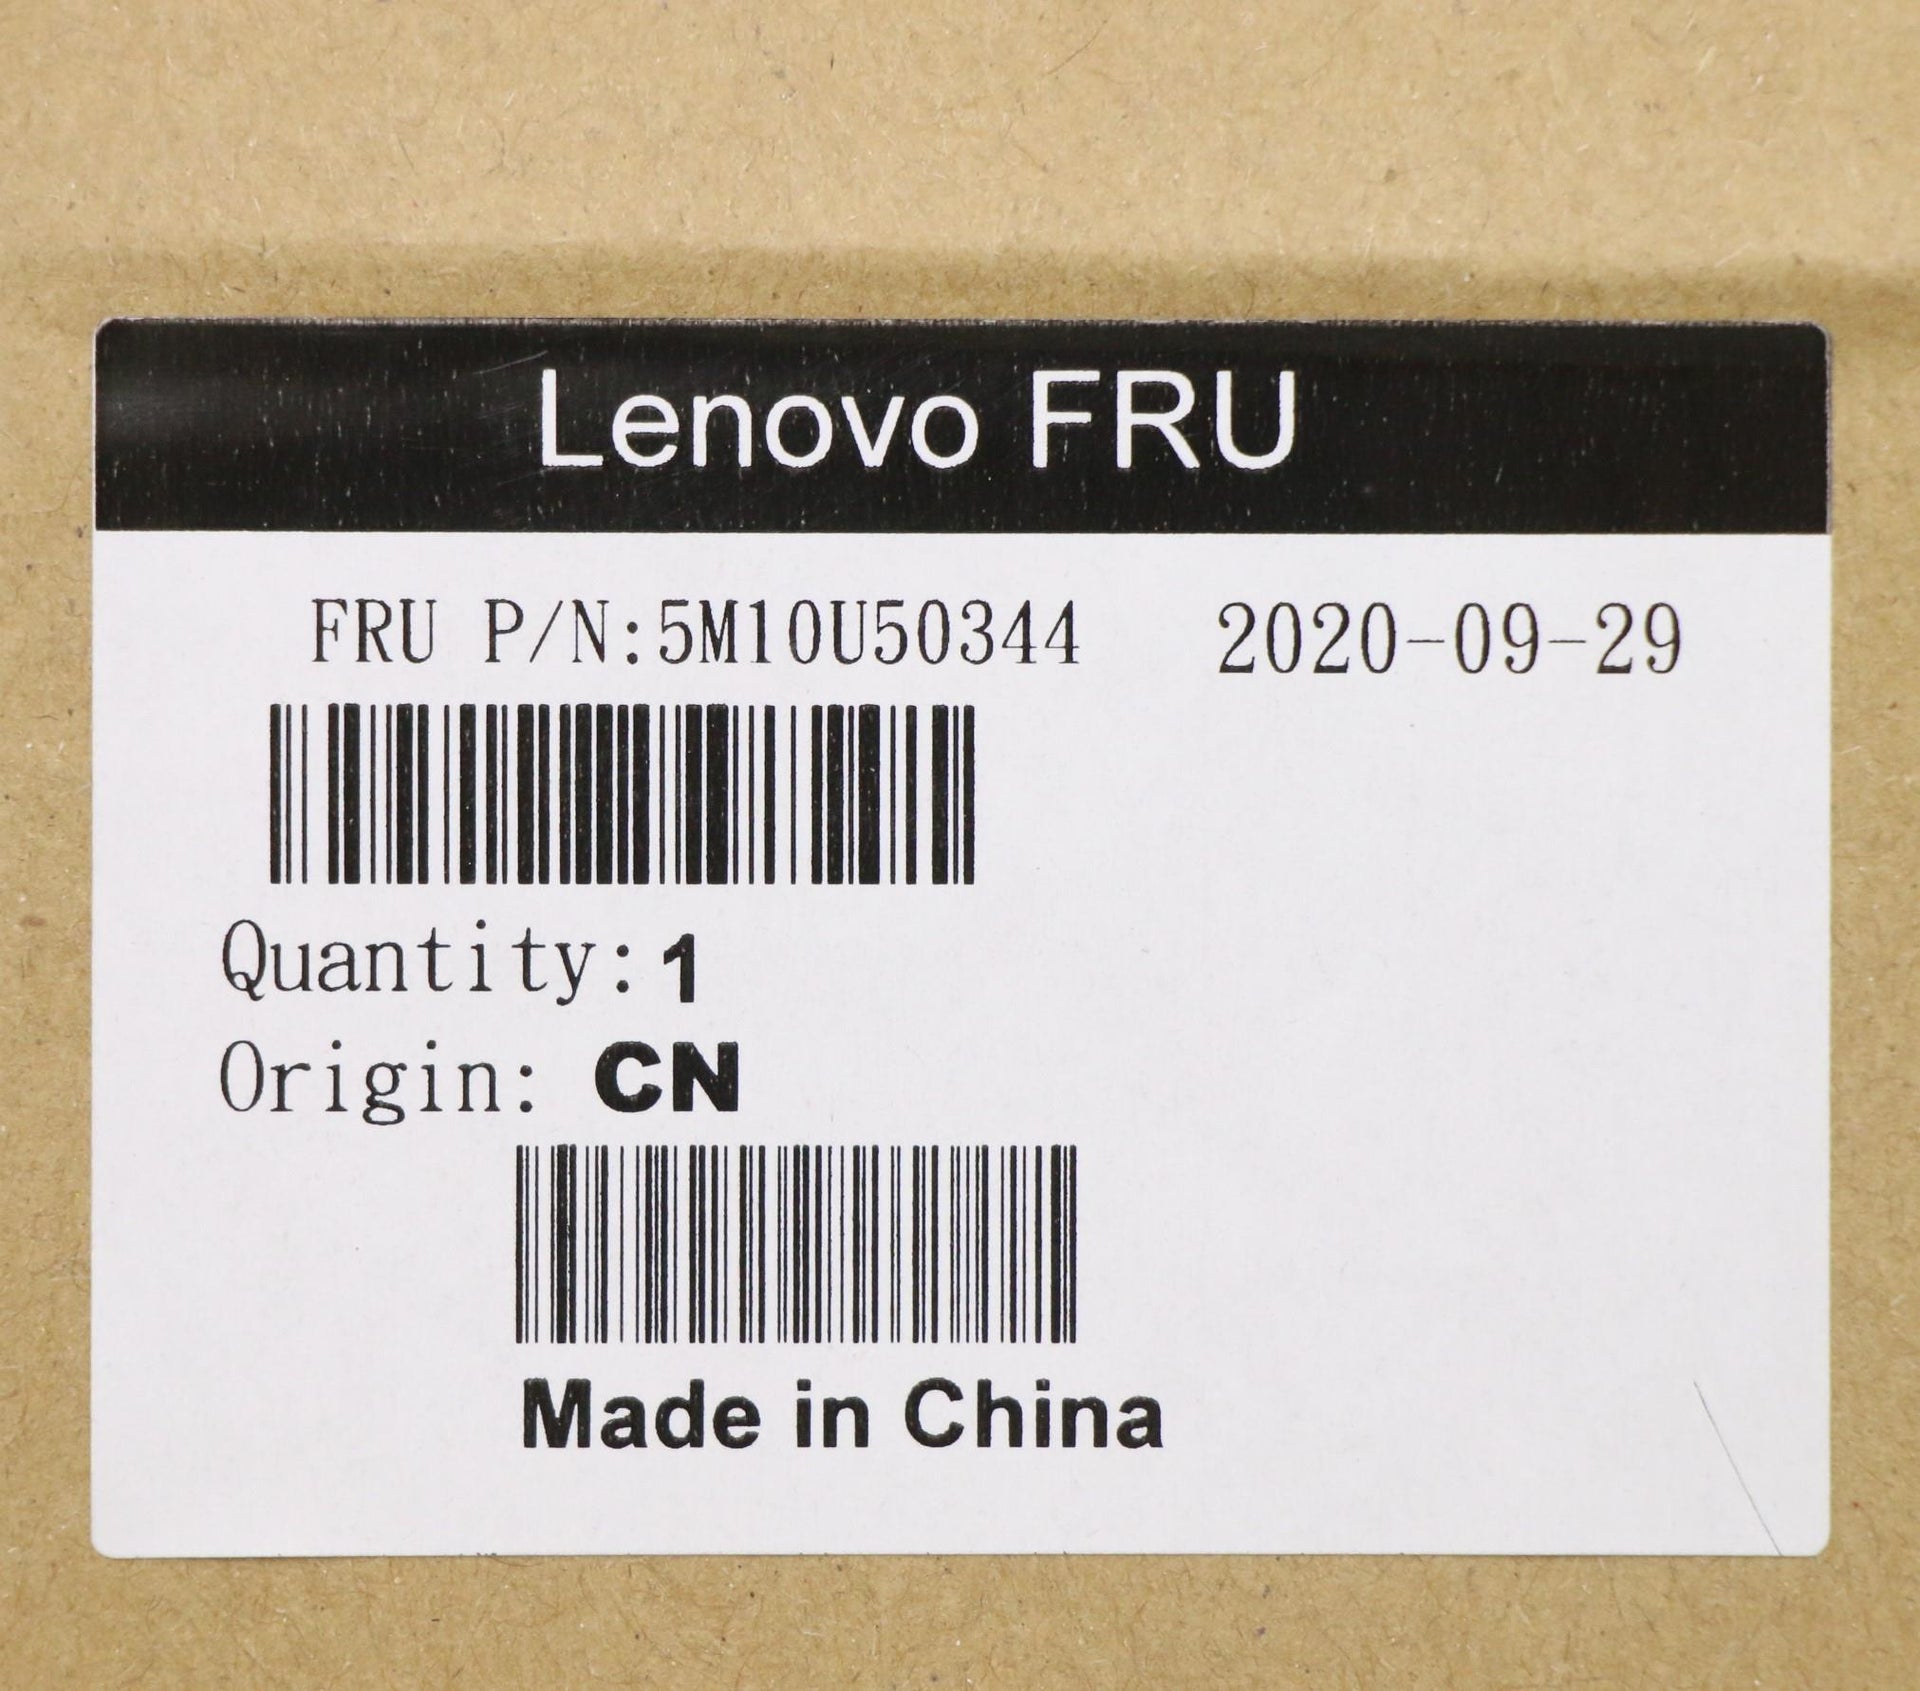 Lenovo FRU
FRU P/N:5M10U50344 2020-09-29
Quantity:1
Origin: CN
Made in China